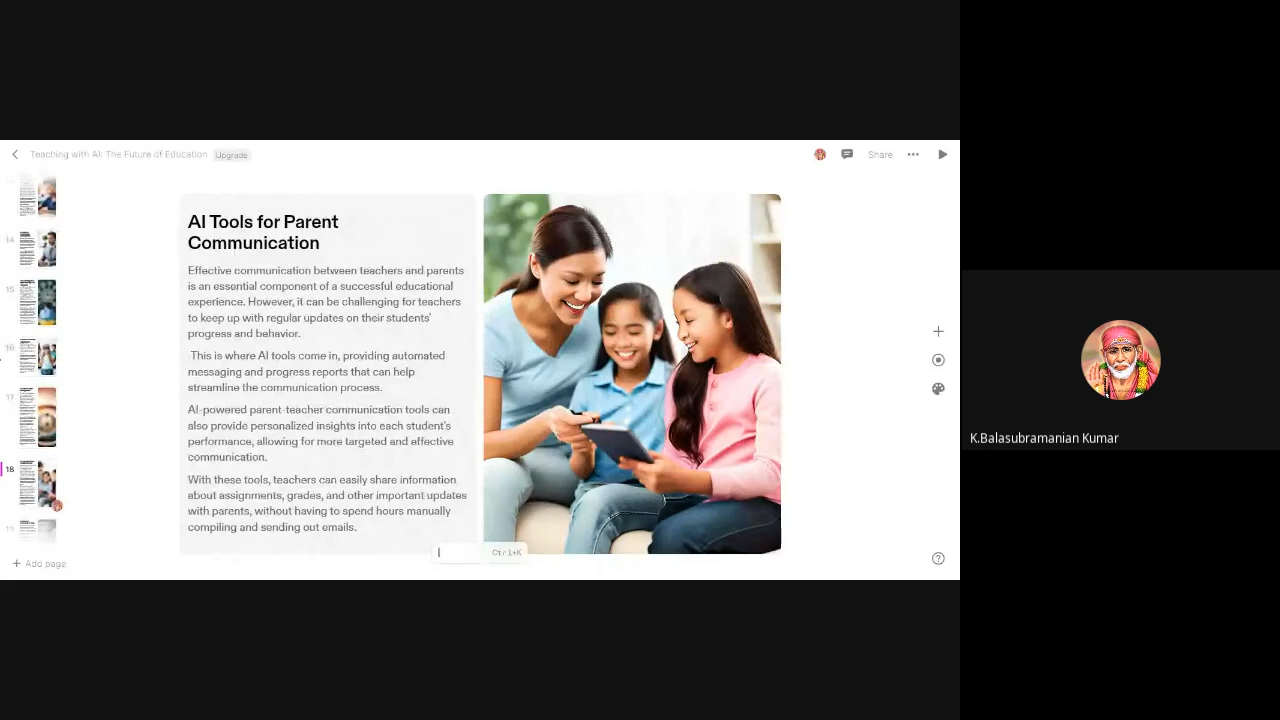 Teaching with AI: The Future of Education Upgrade
Share
14
15
16
17
18
19
+ Add page
AI Tools for Parent
Communication
Effective communication between teachers and parents
is an essential component of a successful educational
experience. However, it can be challenging for teachers
to keep up with regular updates on their students'
progress and behavior.
This is where AI tools come in, providing automated
messaging and progress reports that can help
streamline the communication process.
AI-powered parent-teacher communication tools can
also provide personalized insights into each student's
performance, allowing for more targeted and effective
communication.
With these tools, teachers can easily share information
about assignments, grades, and other important updates
with parents, without having to spend hours manually
compiling and sending out emails.
Ctrl+K
K.Balasubramanian Kumar